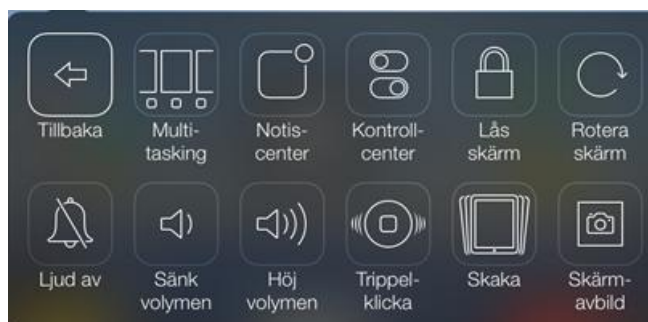 Tillbaka Multi- Notis- Kontroll- Lås Rotera
tasking center center skärm skärm
Ljud av Sänk Höj Trippel- Skaka Skärm-
volymen volymen klicka avbild